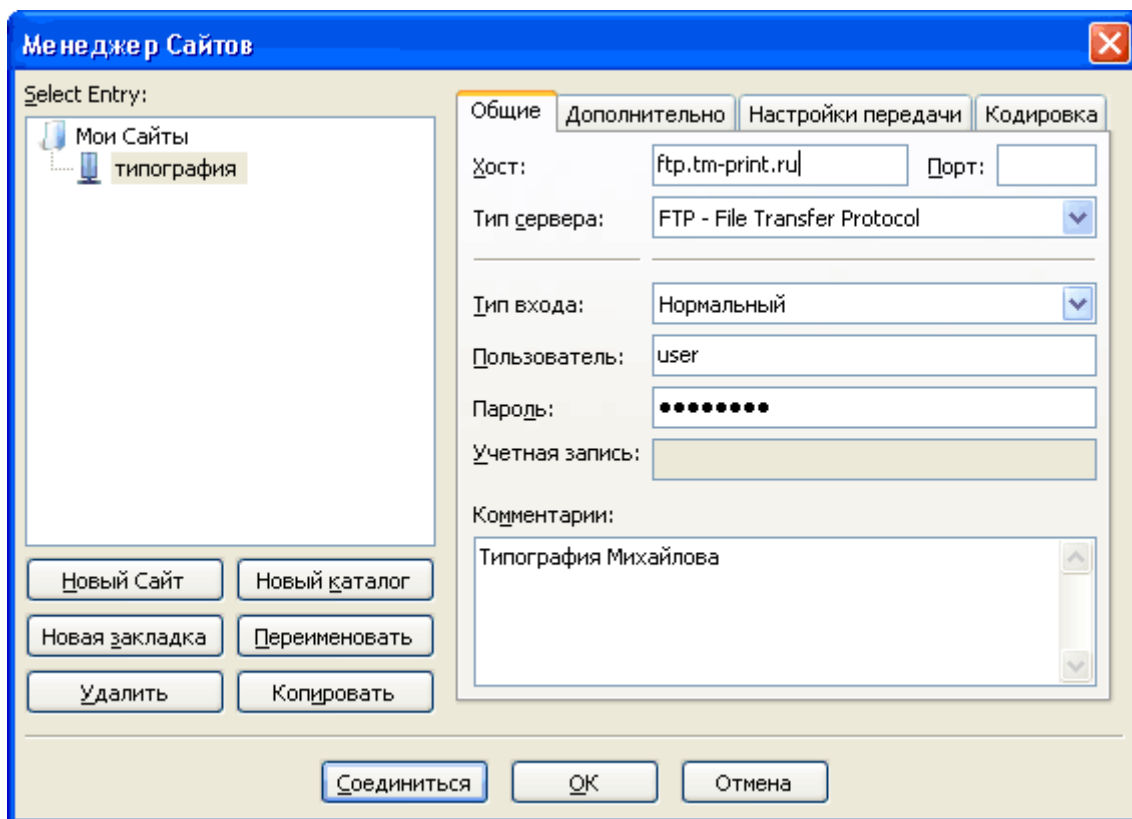 Менеджер Сайтов
Select Entry:
Мои Сайты
типография
Новый Сайт
Новый каталог
Новая закладка
Переименовать
Удалить
Копировать
Общие
Дополнительно
Настройки передачи
Кодировка
Хост:
ftp.tm-print.ru
Порт:
Тип сервера:
FTP - File Transfer Protocol
Тип входа:
Нормальный
Пользователь:
user
Пароль:
●●●●●●●●
Учетная запись:
Комментарии:
Типография Михайлова
Соединиться
OK
Отмена